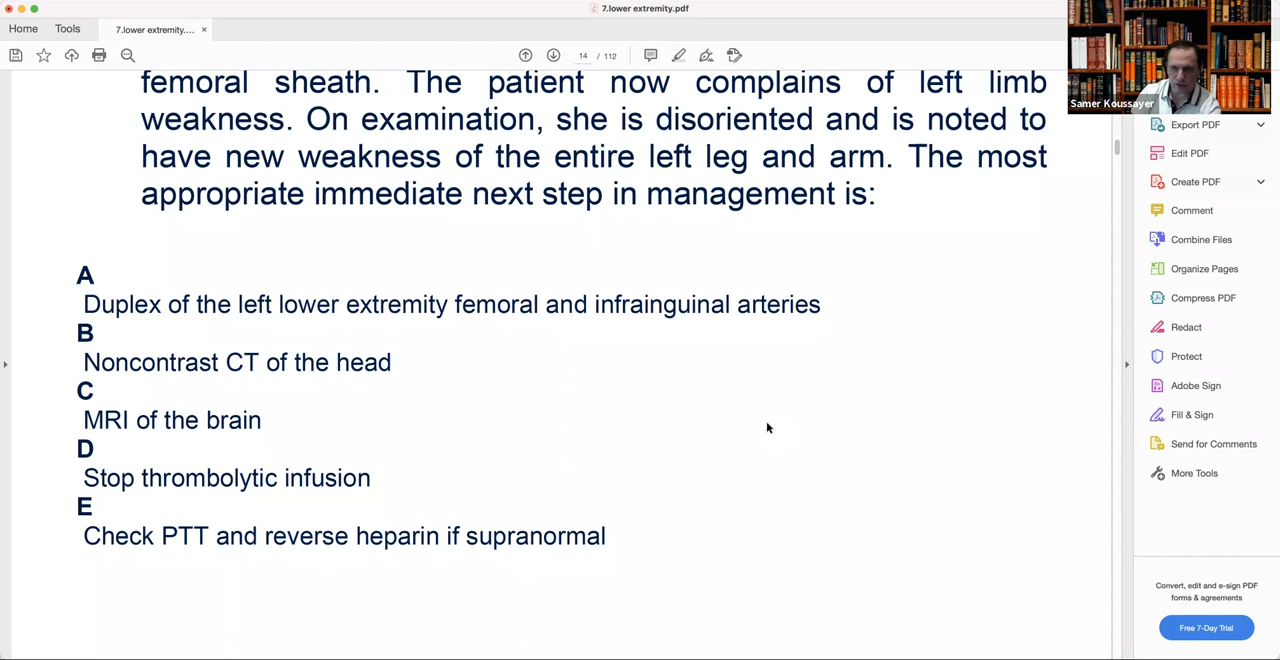 7.lower extremity.pdf
Home Tools 7.lower extremity.... ×
14 / 112
Samer Koussayer
femoral sheath. The patient now complains of left limb
weakness. On examination, she is disoriented and is noted to
have new weakness of the entire left leg and arm. The most
appropriate immediate next step in management is:
A
Duplex of the left lower extremity femoral and infrainguinal arteries
B
Noncontrast CT of the head
C
MRI of the brain
D
Stop thrombolytic infusion
E
Check PTT and reverse heparin if supranormal
Export PDF
Edit PDF
Create PDF
Comment
Combine Files
Organize Pages
Compress PDF
Redact
Protect
Adobe Sign
Fill & Sign
Send for Comments
More Tools
Convert, edit and e-sign PDF
forms & agreements
Free 7-Day Trial